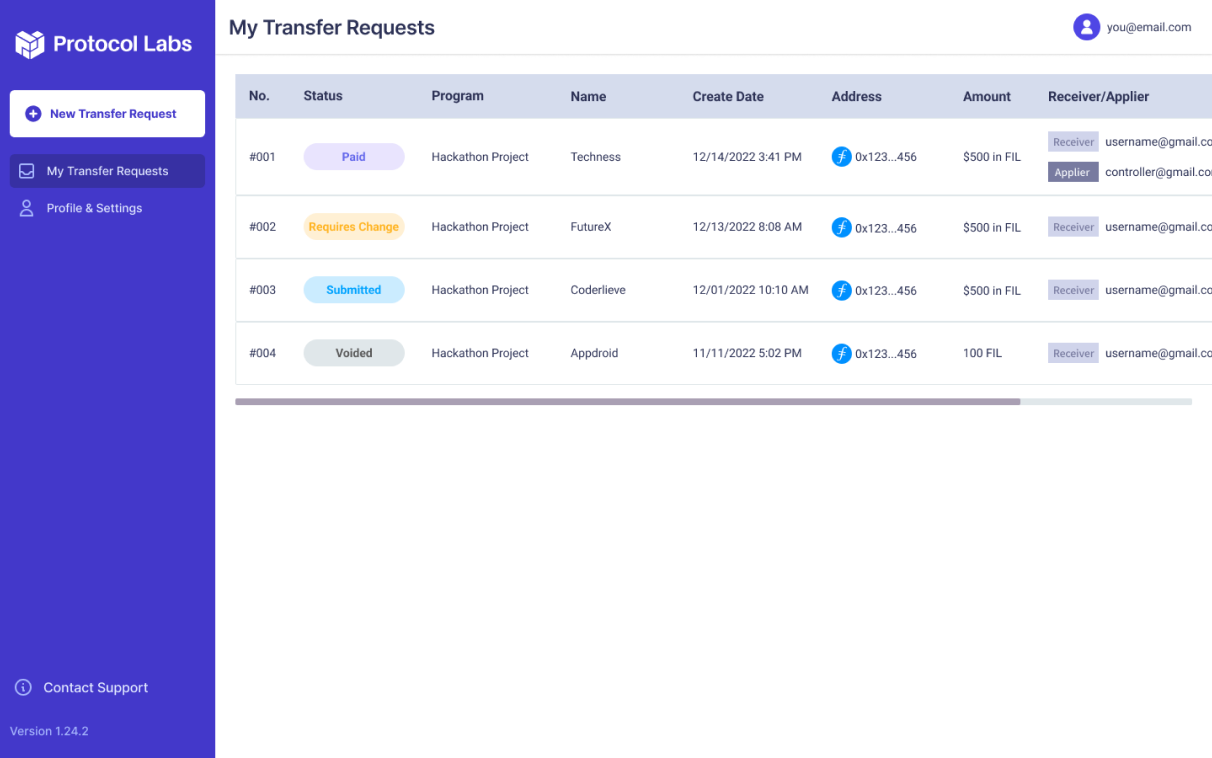 Protocol Labs
New Transfer Request
My Transfer Requests
Profile & Settings
Contact Support
Version 1.24.2
My Transfer Requests
you@email.com
No. Status Program Name Create Date Address Amount Receiver/Applier
#001 Paid Hackathon Project Techness 12/14/2022 3:41 PM 0x123...456 $500 in FIL Receiver username@gmail.co
Applier controller@gmail.co
#002 Requires Change Hackathon Project FutureX 12/13/2022 8:08 AM 0x123...456 $500 in FIL Receiver username@gmail.co
#003 Submitted Hackathon Project Coderlieve 12/01/2022 10:10 AM 0x123...456 $500 in FIL Receiver username@gmail.co
#004 Voided Hackathon Project Appdroid 11/11/2022 5:02 PM 0x123...456 100 FIL Receiver username@gmail.co